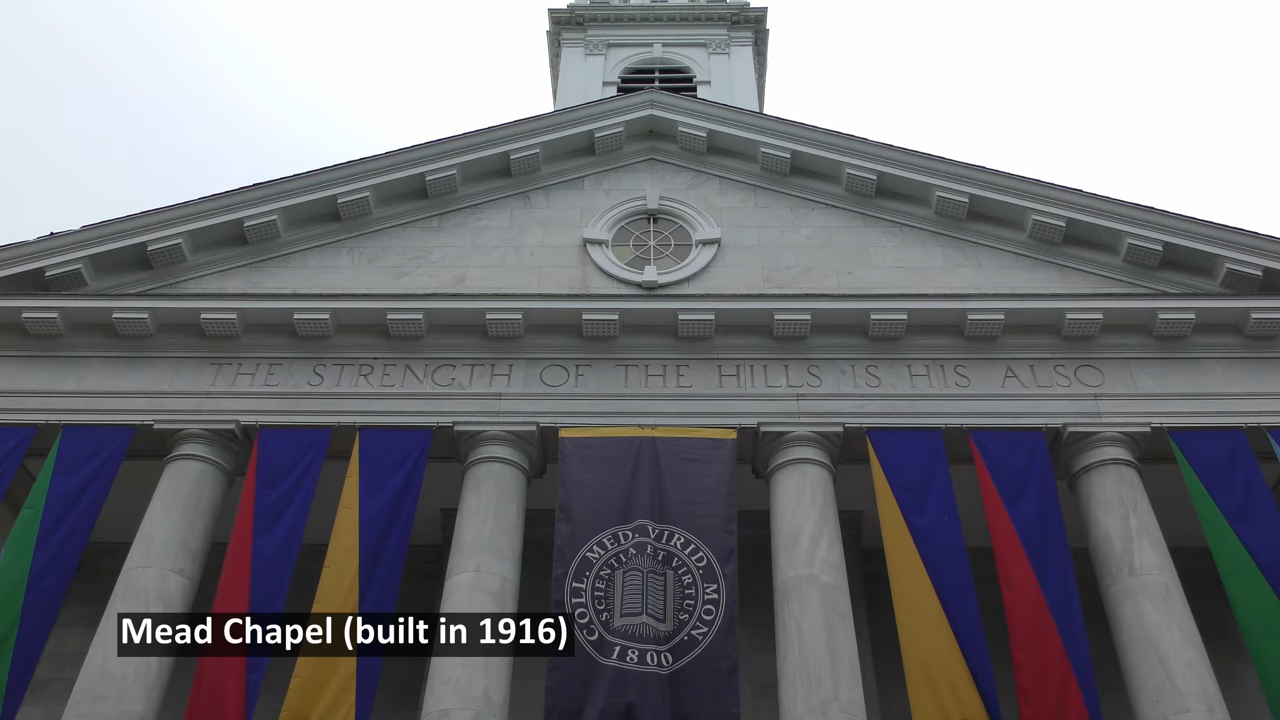 THE STRENGTH OF THE HILLS IS HIS ALSO
COLL. MED. VIRID. MON.
SCIENTIA ET VIRTUS
1800
Mead Chapel (built in 1916)